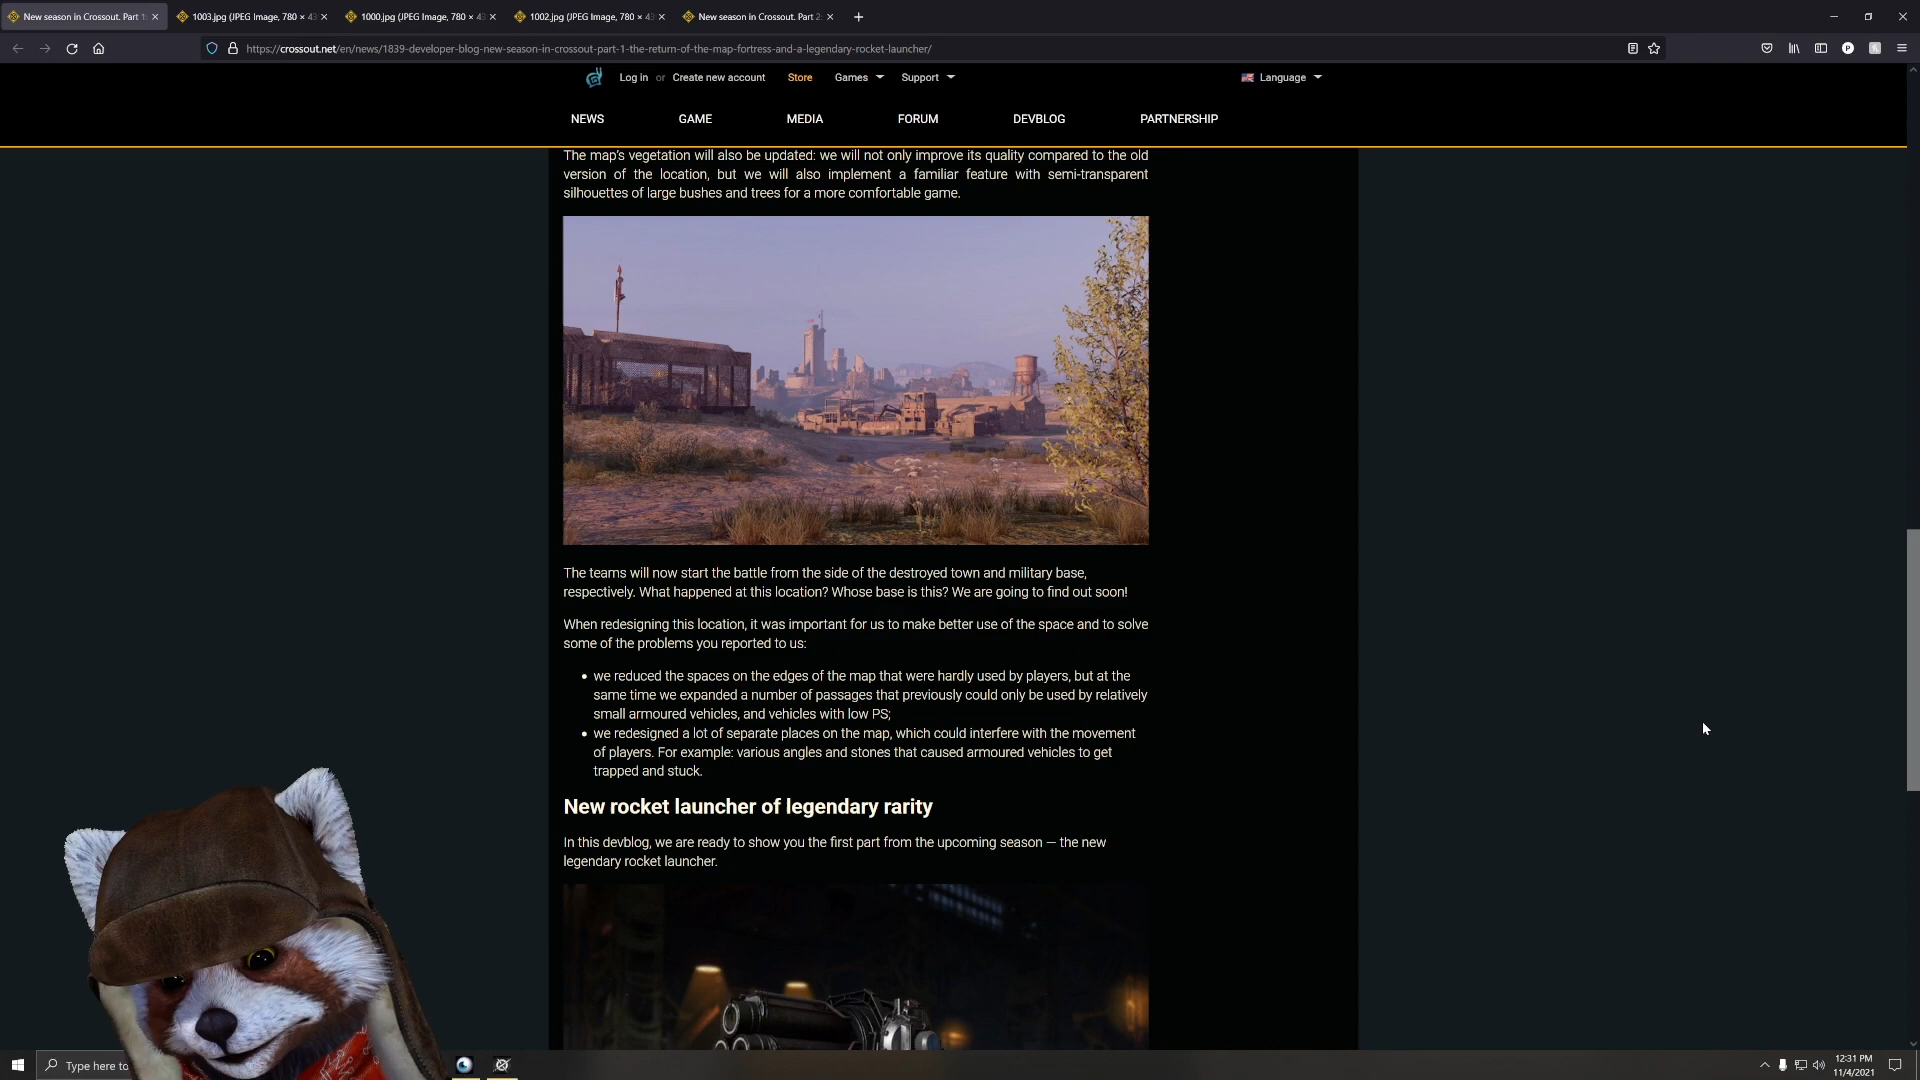 New season in Crossout. Part 1:
1003.jpg (JPEG Image, 780 × 43
1000.jpg (JPEG Image, 780 × 43
1002.jpg (JPEG Image, 780 × 43
New season in Crossout. Part 2:
https://crossout.net/en/news/1839-developer-blog-new-season-in-crossout-part-1-the-return-of-the-map-fortress-and-a-legendary-rocket-launcher/
Log in or Create new account Store Games Support Language
NEWS GAME MEDIA FORUM DEVBLOG PARTNERSHIP
The map's vegetation will also be updated: we will not only improve its quality compared to the old
version of the location, but we will also implement a familiar feature with semi-transparent
silhouettes of large bushes and trees for a more comfortable game.
The teams will now start the battle from the side of the destroyed town and military base,
respectively. What happened at this location? Whose base is this? We are going to find out soon!
When redesigning this location, it was important for us to make better use of the space and to solve
some of the problems you reported to us:
• we reduced the spaces on the edges of the map that were hardly used by players, but at the
same time we expanded a number of passages that previously could only be used by relatively
small armoured vehicles, and vehicles with low PS;
• we redesigned a lot of separate places on the map, which could interfere with the movement
of players. For example: various angles and stones that caused armoured vehicles to get
trapped and stuck.
New rocket launcher of legendary rarity
In this devblog, we are ready to show you the first part from the upcoming season — the new
legendary rocket launcher.
Type here to
12:31 PM
11/4/2021